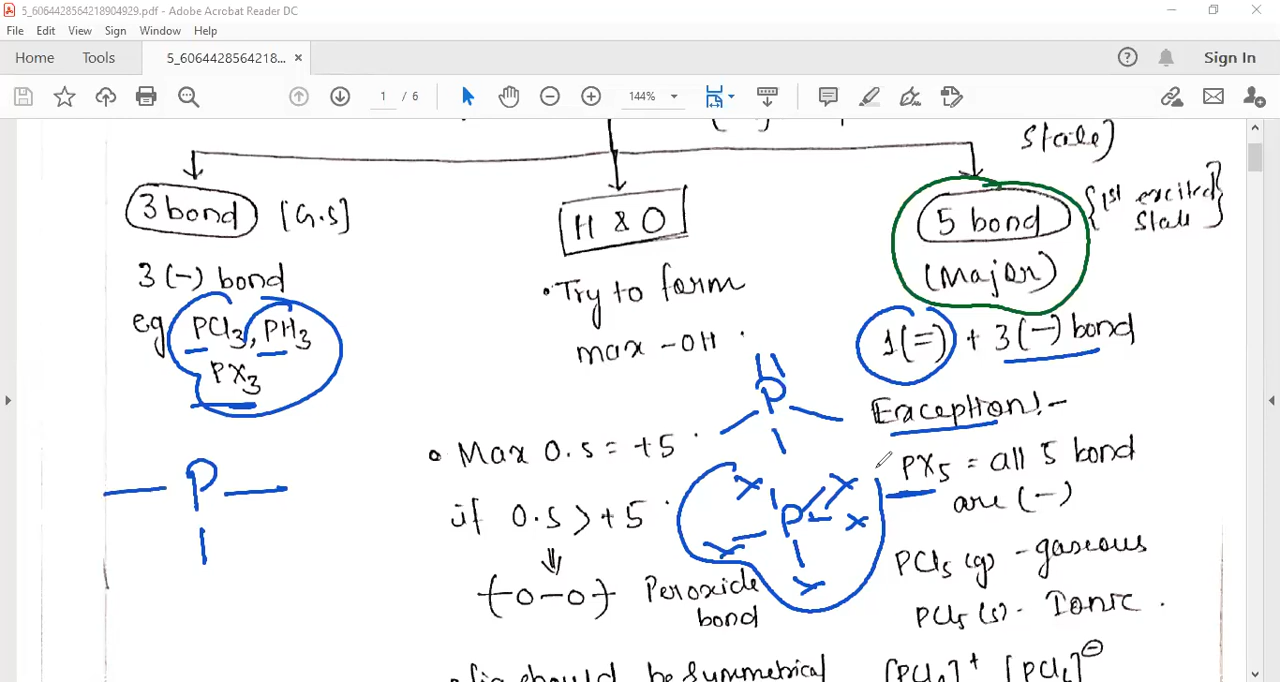 5_6064428564218904929.pdf - Adobe Acrobat Reader DC
File Edit View Sign Window Help
Home Tools 5_6064428564218... × Sign In
1 / 6 144%
State]
3 bond [G.S]
H & O
5 bond {1st excited State}
(Major)
3 (-) bond
e.g PCl3, PH3
PX3
• Try to form
max -OH
1(=) + 3(-) bond
Exception!-
PX5 = all 5 bond
are (-)
P
P
• Max O.S = +5
if O.S > +5
(-O-O-) Peroxide
bond
X X
P X
X
X
PCl5 (g) - gaseous
PCl5 (s) - Ionic.
• Fig should be Symmetrical
[PCl4]+ [PCl6]⊖